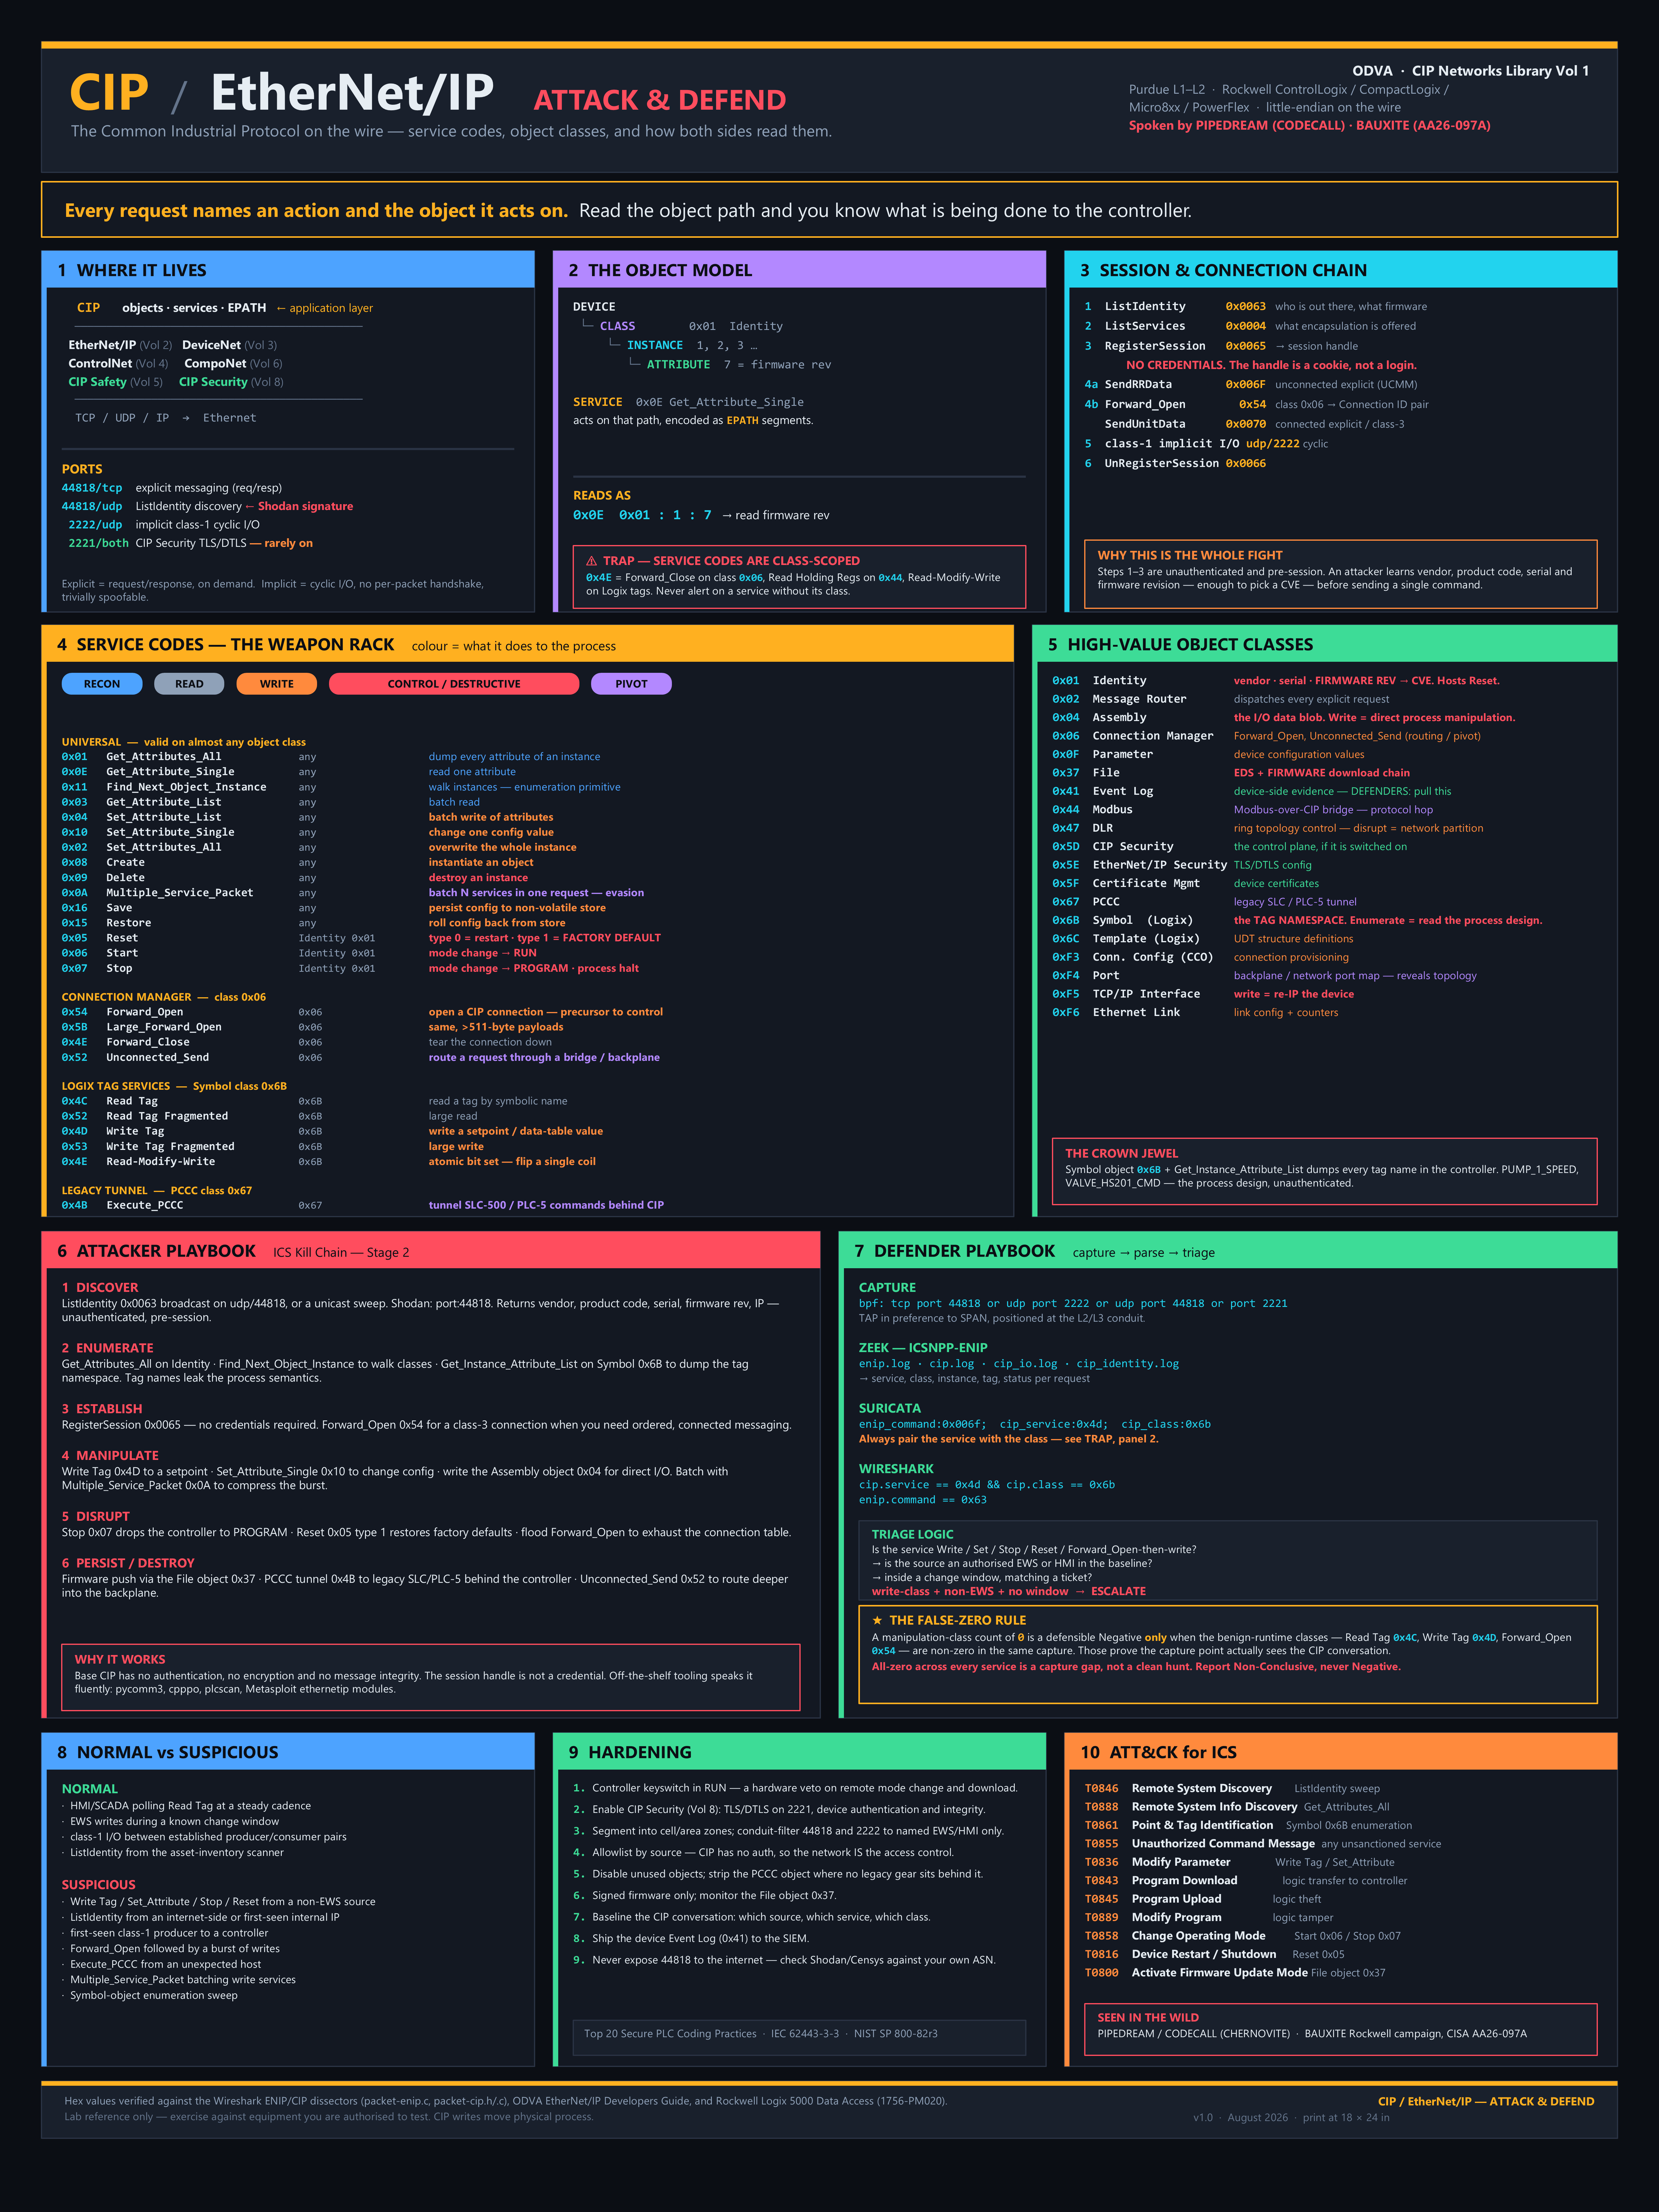 CIP / EtherNet/IP ATTACK & DEFEND
The Common Industrial Protocol on the wire — service codes, object classes, and how both sides read them.
ODVA · CIP Networks Library Vol 1
Purdue L1–L2 · Rockwell ControlLogix / CompactLogix /
Micro8xx / PowerFlex · little-endian on the wire
Spoken by PIPEDREAM (CODECALL) · BAUXITE (AA26-097A)
Every request names an action and the object it acts on. Read the object path and you know what is being done to the controller.
1 WHERE IT LIVES
CIP objects · services · EPATH ← application layer
EtherNet/IP (Vol 2) DeviceNet (Vol 3)
ControlNet (Vol 4) CompoNet (Vol 6)
CIP Safety (Vol 5) CIP Security (Vol 8)
TCP / UDP / IP → Ethernet
PORTS
44818/tcp explicit messaging (req/resp)
44818/udp ListIdentity discovery ← Shodan signature
2222/udp implicit class-1 cyclic I/O
2221/both CIP Security TLS/DTLS — rarely on
Explicit = request/response, on demand. Implicit = cyclic I/O, no per-packet handshake,
trivially spoofable.
2 THE OBJECT MODEL
DEVICE
└─ CLASS 0x01 Identity
└─ INSTANCE 1, 2, 3 …
└─ ATTRIBUTE 7 = firmware rev
SERVICE 0x0E Get_Attribute_Single
acts on that path, encoded as EPATH segments.
READS AS
0x0E 0x01 : 1 : 7 → read firmware rev
⚠ TRAP — SERVICE CODES ARE CLASS-SCOPED
0x4E = Forward_Close on class 0x06, Read Holding Regs on 0x44, Read-Modify-Write
on Logix tags. Never alert on a service without its class.
3 SESSION & CONNECTION CHAIN
1 ListIdentity 0x0063 who is out there, what firmware
2 ListServices 0x0004 what encapsulation is offered
3 RegisterSession 0x0065 → session handle
NO CREDENTIALS. The handle is a cookie, not a login.
4a SendRRData 0x006F unconnected explicit (UCMM)
4b Forward_Open 0x54 class 0x06 → Connection ID pair
SendUnitData 0x0070 connected explicit / class-3
5 class-1 implicit I/O udp/2222 cyclic
6 UnRegisterSession 0x0066
WHY THIS IS THE WHOLE FIGHT
Steps 1–3 are unauthenticated and pre-session. An attacker learns vendor, product code, serial and
firmware revision — enough to pick a CVE — before sending a single command.
4 SERVICE CODES — THE WEAPON RACK colour = what it does to the process
RECON READ WRITE CONTROL / DESTRUCTIVE PIVOT
UNIVERSAL — valid on almost any object class
0x01 Get_Attributes_All any dump every attribute of an instance
0x0E Get_Attribute_Single any read one attribute
0x11 Find_Next_Object_Instance any walk instances — enumeration primitive
0x03 Get_Attribute_List any batch read
0x04 Set_Attribute_List any batch write of attributes
0x10 Set_Attribute_Single any change one config value
0x02 Set_Attributes_All any overwrite the whole instance
0x08 Create any instantiate an object
0x09 Delete any destroy an instance
0x0A Multiple_Service_Packet any batch N services in one request — evasion
0x16 Save any persist config to non-volatile store
0x15 Restore any roll config back from store
0x05 Reset Identity 0x01 type 0 = restart · type 1 = FACTORY DEFAULT
0x06 Start Identity 0x01 mode change → RUN
0x07 Stop Identity 0x01 mode change → PROGRAM · process halt
CONNECTION MANAGER — class 0x06
0x54 Forward_Open 0x06 open a CIP connection — precursor to control
0x5B Large_Forward_Open 0x06 same, >511-byte payloads
0x4E Forward_Close 0x06 tear the connection down
0x52 Unconnected_Send 0x06 route a request through a bridge / backplane
LOGIX TAG SERVICES — Symbol class 0x6B
0x4C Read Tag 0x6B read a tag by symbolic name
0x52 Read Tag Fragmented 0x6B large read
0x4D Write Tag 0x6B write a setpoint / data-table value
0x53 Write Tag Fragmented 0x6B large write
0x4E Read-Modify-Write 0x6B atomic bit set — flip a single coil
LEGACY TUNNEL — PCCC class 0x67
0x4B Execute_PCCC 0x67 tunnel SLC-500 / PLC-5 commands behind CIP
5 HIGH-VALUE OBJECT CLASSES
0x01 Identity vendor · serial · FIRMWARE REV → CVE. Hosts Reset.
0x02 Message Router dispatches every explicit request
0x04 Assembly the I/O data blob. Write = direct process manipulation.
0x06 Connection Manager Forward_Open, Unconnected_Send (routing / pivot)
0x0F Parameter device configuration values
0x37 File EDS + FIRMWARE download chain
0x41 Event Log device-side evidence — DEFENDERS: pull this
0x44 Modbus Modbus-over-CIP bridge — protocol hop
0x47 DLR ring topology control — disrupt = network partition
0x5D CIP Security the control plane, if it is switched on
0x5E EtherNet/IP Security TLS/DTLS config
0x5F Certificate Mgmt device certificates
0x67 PCCC legacy SLC / PLC-5 tunnel
0x6B Symbol (Logix) the TAG NAMESPACE. Enumerate = read the process design.
0x6C Template (Logix) UDT structure definitions
0xF3 Conn. Config (CCO) connection provisioning
0xF4 Port backplane / network port map — reveals topology
0xF5 TCP/IP Interface write = re-IP the device
0xF6 Ethernet Link link config + counters
THE CROWN JEWEL
Symbol object 0x6B + Get_Instance_Attribute_List dumps every tag name in the controller. PUMP_1_SPEED,
VALVE_HS201_CMD — the process design, unauthenticated.
6 ATTACKER PLAYBOOK ICS Kill Chain — Stage 2
1 DISCOVER
ListIdentity 0x0063 broadcast on udp/44818, or a unicast sweep. Shodan: port:44818. Returns vendor, product code, serial, firmware rev, IP —
unauthenticated, pre-session.
2 ENUMERATE
Get_Attributes_All on Identity · Find_Next_Object_Instance to walk classes · Get_Instance_Attribute_List on Symbol 0x6B to dump the tag
namespace. Tag names leak the process semantics.
3 ESTABLISH
RegisterSession 0x0065 — no credentials required. Forward_Open 0x54 for a class-3 connection when you need ordered, connected messaging.
4 MANIPULATE
Write Tag 0x4D to a setpoint · Set_Attribute_Single 0x10 to change config · write the Assembly object 0x04 for direct I/O. Batch with
Multiple_Service_Packet 0x0A to compress the burst.
5 DISRUPT
Stop 0x07 drops the controller to PROGRAM · Reset 0x05 type 1 restores factory defaults · flood Forward_Open to exhaust the connection table.
6 PERSIST / DESTROY
Firmware push via the File object 0x37 · PCCC tunnel 0x4B to legacy SLC/PLC-5 behind the controller · Unconnected_Send 0x52 to route deeper
into the backplane.
WHY IT WORKS
Base CIP has no authentication, no encryption and no message integrity. The session handle is not a credential. Off-the-shelf tooling speaks it
fluently: pycomm3, cpppo, plcscan, Metasploit ethernetip modules.
7 DEFENDER PLAYBOOK capture → parse → triage
CAPTURE
bpf: tcp port 44818 or udp port 2222 or udp port 44818 or port 2221
TAP in preference to SPAN, positioned at the L2/L3 conduit.
ZEEK — ICSNPP-ENIP
enip.log · cip.log · cip_io.log · cip_identity.log
→ service, class, instance, tag, status per request
SURICATA
enip_command:0x006f; cip_service:0x4d; cip_class:0x6b
Always pair the service with the class — see TRAP, panel 2.
WIRESHARK
cip.service == 0x4d && cip.class == 0x6b
enip.command == 0x63
TRIAGE LOGIC
Is the service Write / Set / Stop / Reset / Forward_Open-then-write?
→ is the source an authorised EWS or HMI in the baseline?
→ inside a change window, matching a ticket?
write-class + non-EWS + no window → ESCALATE
★ THE FALSE-ZERO RULE
A manipulation-class count of 0 is a defensible Negative only when the benign-runtime classes — Read Tag 0x4C, Write Tag 0x4D, Forward_Open
0x54 — are non-zero in the same capture. Those prove the capture point actually sees the CIP conversation.
All-zero across every service is a capture gap, not a clean hunt. Report Non-Conclusive, never Negative.
8 NORMAL vs SUSPICIOUS
NORMAL
· HMI/SCADA polling Read Tag at a steady cadence
· EWS writes during a known change window
· class-1 I/O between established producer/consumer pairs
· ListIdentity from the asset-inventory scanner
SUSPICIOUS
· Write Tag / Set_Attribute / Stop / Reset from a non-EWS source
· ListIdentity from an internet-side or first-seen internal IP
· first-seen class-1 producer to a controller
· Forward_Open followed by a burst of writes
· Execute_PCCC from an unexpected host
· Multiple_Service_Packet batching write services
· Symbol-object enumeration sweep
9 HARDENING
1. Controller keyswitch in RUN — a hardware veto on remote mode change and download.
2. Enable CIP Security (Vol 8): TLS/DTLS on 2221, device authentication and integrity.
3. Segment into cell/area zones; conduit-filter 44818 and 2222 to named EWS/HMI only.
4. Allowlist by source — CIP has no auth, so the network IS the access control.
5. Disable unused objects; strip the PCCC object where no legacy gear sits behind it.
6. Signed firmware only; monitor the File object 0x37.
7. Baseline the CIP conversation: which source, which service, which class.
8. Ship the device Event Log (0x41) to the SIEM.
9. Never expose 44818 to the internet — check Shodan/Censys against your own ASN.
Top 20 Secure PLC Coding Practices · IEC 62443-3-3 · NIST SP 800-82r3
10 ATT&CK for ICS
T0846 Remote System Discovery ListIdentity sweep
T0888 Remote System Info Discovery Get_Attributes_All
T0861 Point & Tag Identification Symbol 0x6B enumeration
T0855 Unauthorized Command Message any unsanctioned service
T0836 Modify Parameter Write Tag / Set_Attribute
T0843 Program Download logic transfer to controller
T0845 Program Upload logic theft
T0889 Modify Program logic tamper
T0858 Change Operating Mode Start 0x06 / Stop 0x07
T0816 Device Restart / Shutdown Reset 0x05
T0800 Activate Firmware Update Mode File object 0x37
SEEN IN THE WILD
PIPEDREAM / CODECALL (CHERNOVITE) · BAUXITE Rockwell campaign, CISA AA26-097A
Hex values verified against the Wireshark ENIP/CIP dissectors (packet-enip.c, packet-cip.h/.c), ODVA EtherNet/IP Developers Guide, and Rockwell Logix 5000 Data Access (1756-PM020).
Lab reference only — exercise against equipment you are authorised to test. CIP writes move physical process.
CIP / EtherNet/IP — ATTACK & DEFEND
v1.0 · August 2026 · print at 18 × 24 in